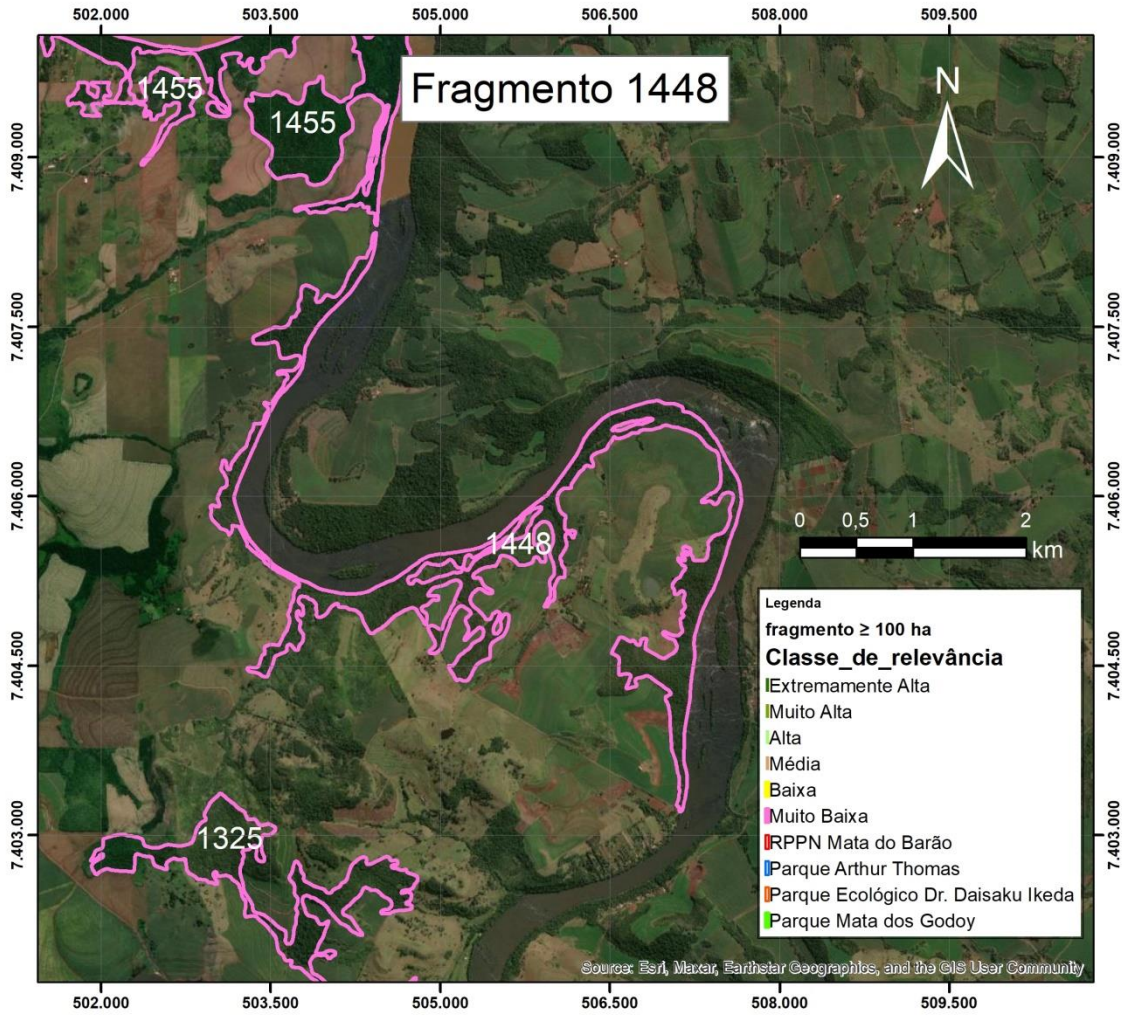 502.000 503.500 505.000 506.500 508.000 509.500
Fragmento 1448
N
1455
1455
7.409.000 7.409.000
7.407.500 7.407.500
7.406.000 7.406.000
0 0,5 1 2
km
1448
7.404.500 7.404.500
Legenda
fragmento ≥ 100 ha
Classe_de_relevância
Extremamente Alta
Muito Alta
Alta
Média
Baixa
Muito Baixa
RPPN Mata do Barão
Parque Arthur Thomas
Parque Ecológico Dr. Daisaku Ikeda
Parque Mata dos Godoy
7.403.000 7.403.000
1325
Source: Esri, Maxar, Earthstar Geographics, and the GIS User Community
502.000 503.500 505.000 506.500 508.000 509.500